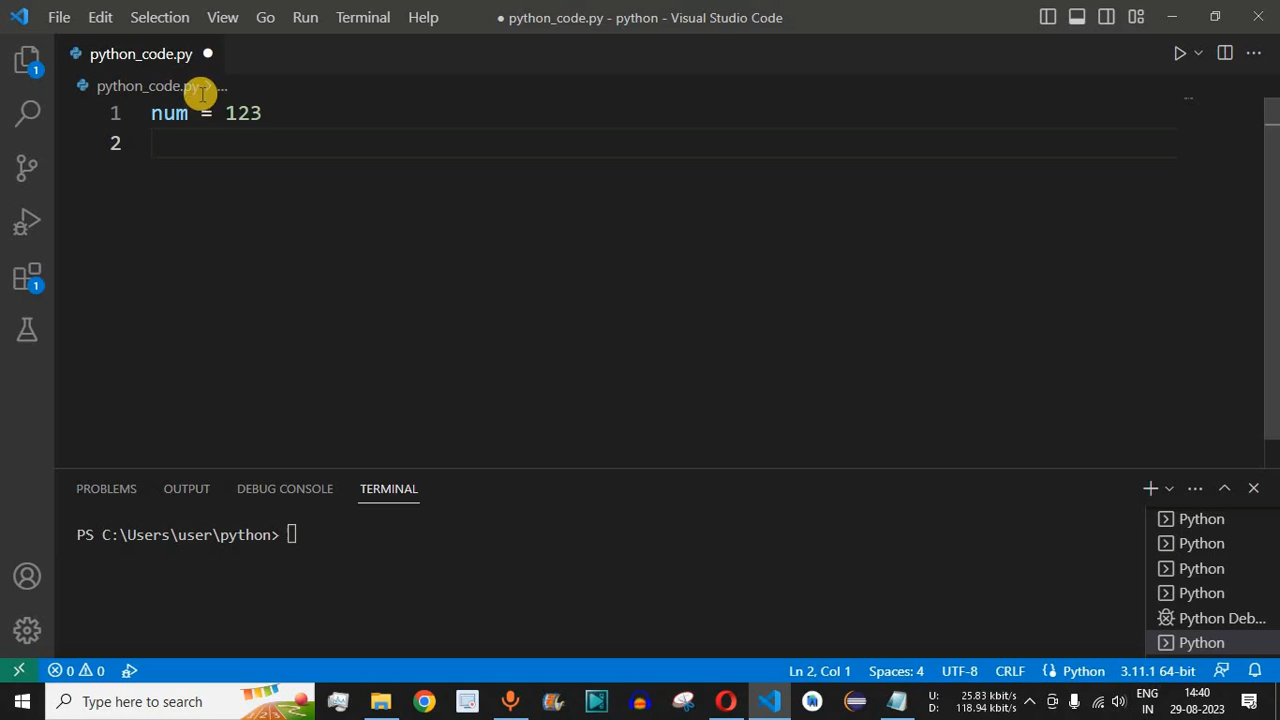 File Edit Selection View Go Run Terminal Help
● python_code.py - python - Visual Studio Code
python_code.py ●
python_code.py > ...
1 num = 123
2
PROBLEMS OUTPUT DEBUG CONSOLE TERMINAL
PS C:\Users\user\python>
Python
Python
Python
Python
Python Deb...
Python
1
1
0 0
Ln 2, Col 1 Spaces: 4 UTF-8 CRLF Python 3.11.1 64-bit
Type here to search
U: 25.83 kbit/s
D: 118.94 kbit/s
ENG
IN
14:40
29-08-2023